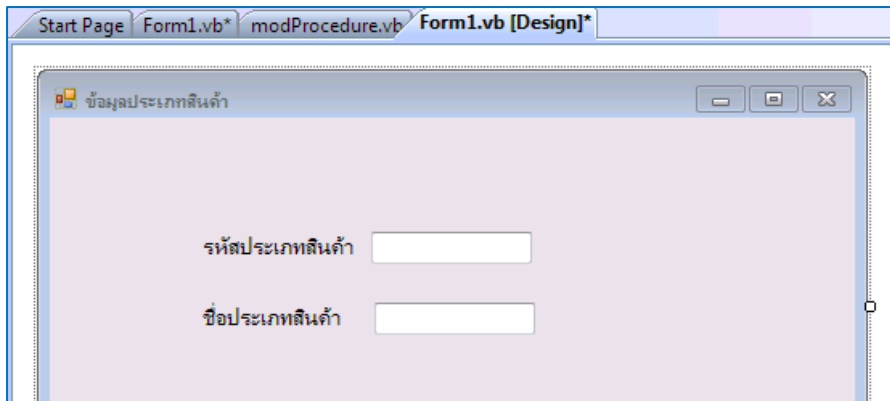 Start Page Form1.vb* modProcedure.vb Form1.vb [Design]*
ข้อมูลประเภทสินค้า
รหัสประเภทสินค้า
ชื่อประเภทสินค้า